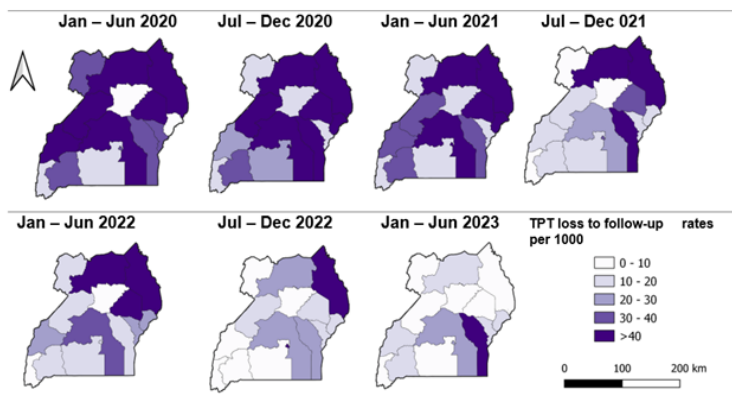 Jan – Jun 2020
Jul – Dec 2020
Jan – Jun 2021
Jul – Dec 021
Jan – Jun 2022
Jul – Dec 2022
Jan – Jun 2023
TPT loss to follow-up rates
per 1000
0 - 10
10 - 20
20 - 30
30 - 40
>40
0 100 200 km